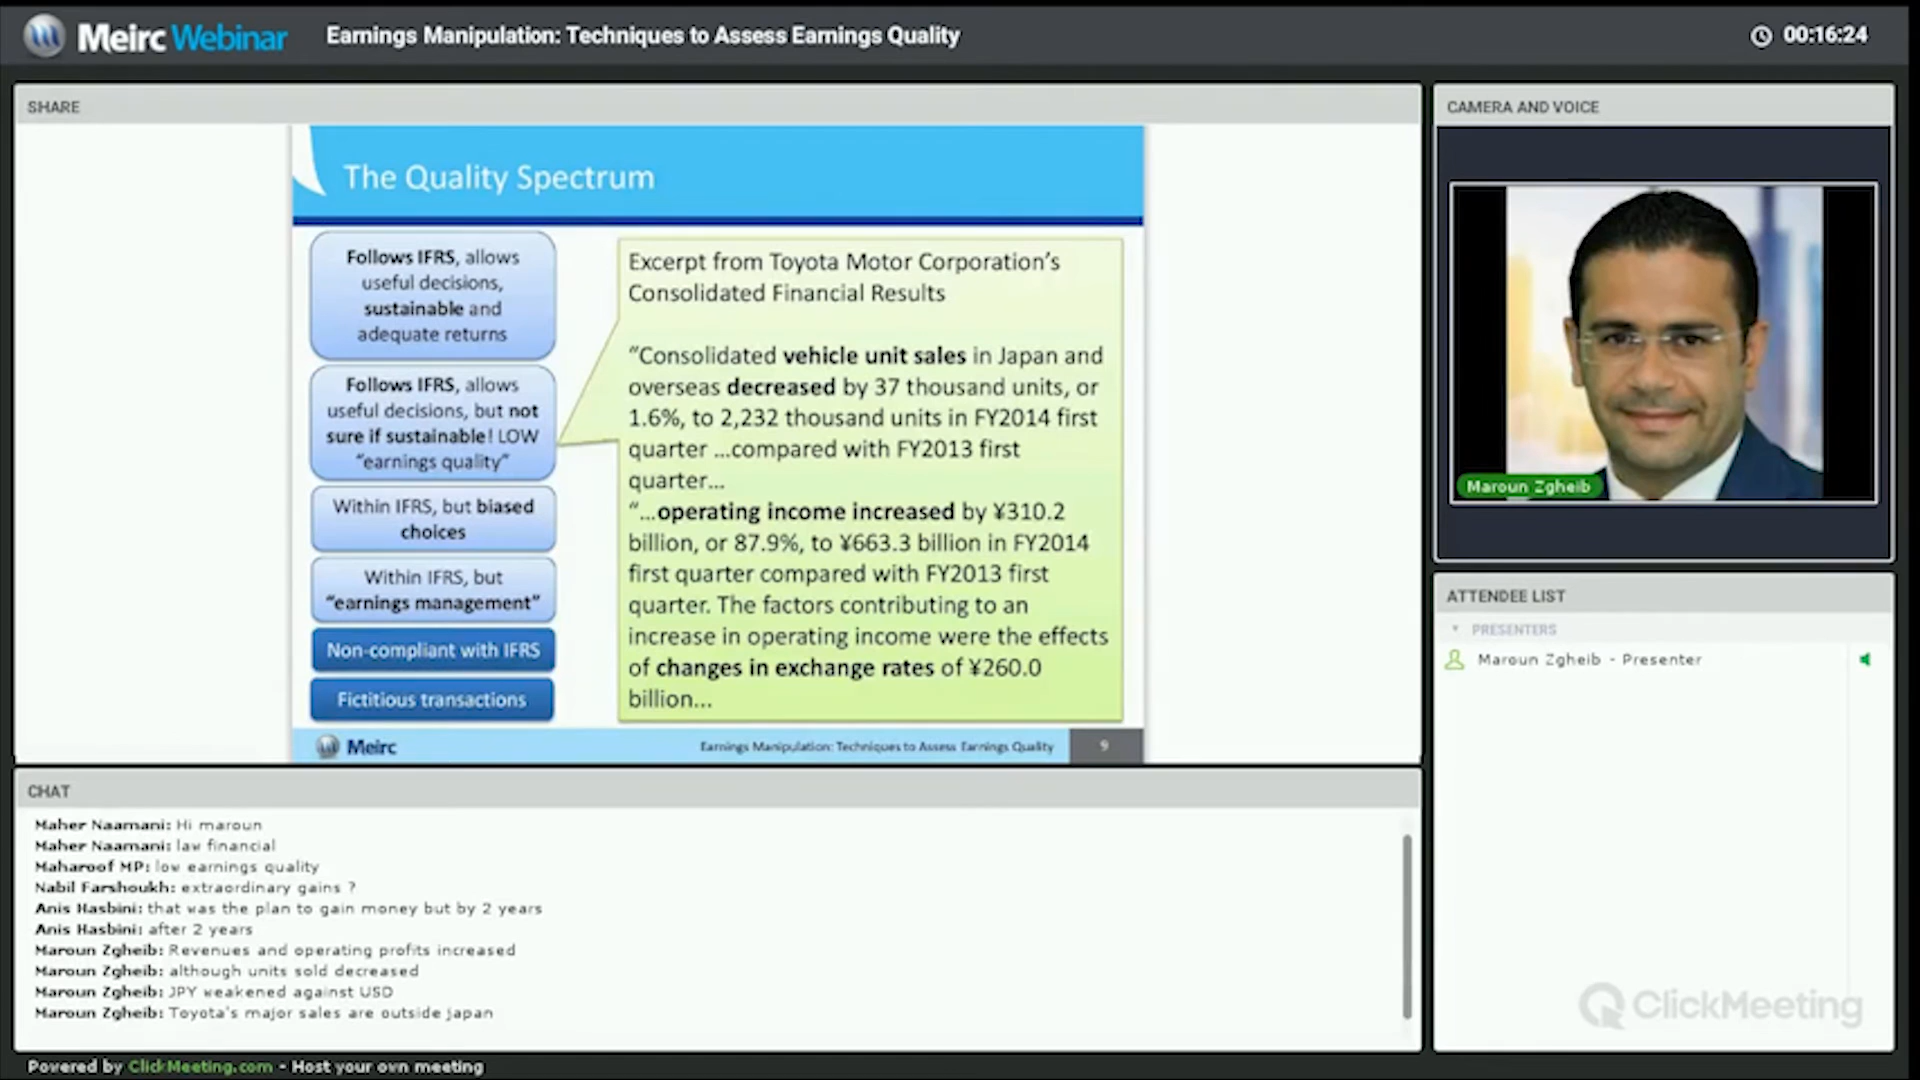 Meirc Webinar
Earnings Manipulation: Techniques to Assess Earnings Quality
00:16:24
SHARE
The Quality Spectrum
Follows IFRS, allows
useful decisions,
sustainable and
adequate returns
Follows IFRS, allows
useful decisions, but not
sure if sustainable! LOW
"earnings quality"
Within IFRS, but biased
choices
Within IFRS, but
"earnings management"
Non-compliant with IFRS
Fictitious transactions
Excerpt from Toyota Motor Corporation's
Consolidated Financial Results
"Consolidated vehicle unit sales in Japan and
overseas decreased by 37 thousand units, or
1.6%, to 2,232 thousand units in FY2014 first
quarter ...compared with FY2013 first
quarter...
"...operating income increased by ¥310.2
billion, or 87.9%, to ¥663.3 billion in FY2014
first quarter compared with FY2013 first
quarter. The factors contributing to an
increase in operating income were the effects
of changes in exchange rates of ¥260.0
billion...
Meirc
Earnings Manipulation: Techniques to Assess Earnings Quality
9
CAMERA AND VOICE
Maroun Zgheib
ATTENDEE LIST
PRESENTERS
Maroun Zgheib - Presenter
CHAT
Maher Naamani: Hi maroun
Maher Naamani: law financial
Maharoof MP: low earnings quality
Nabil Farshoukh: extraordinary gains ?
Anis Hasbini: that was the plan to gain money but by 2 years
Anis Hasbini: after 2 years
Maroun Zgheib: Revenues and operating profits increased
Maroun Zgheib: although units sold decreased
Maroun Zgheib: JPY weakened against USD
Maroun Zgheib: Toyota's major sales are outside japan
ClickMeeting
Powered by ClickMeeting.com - Host your own meeting